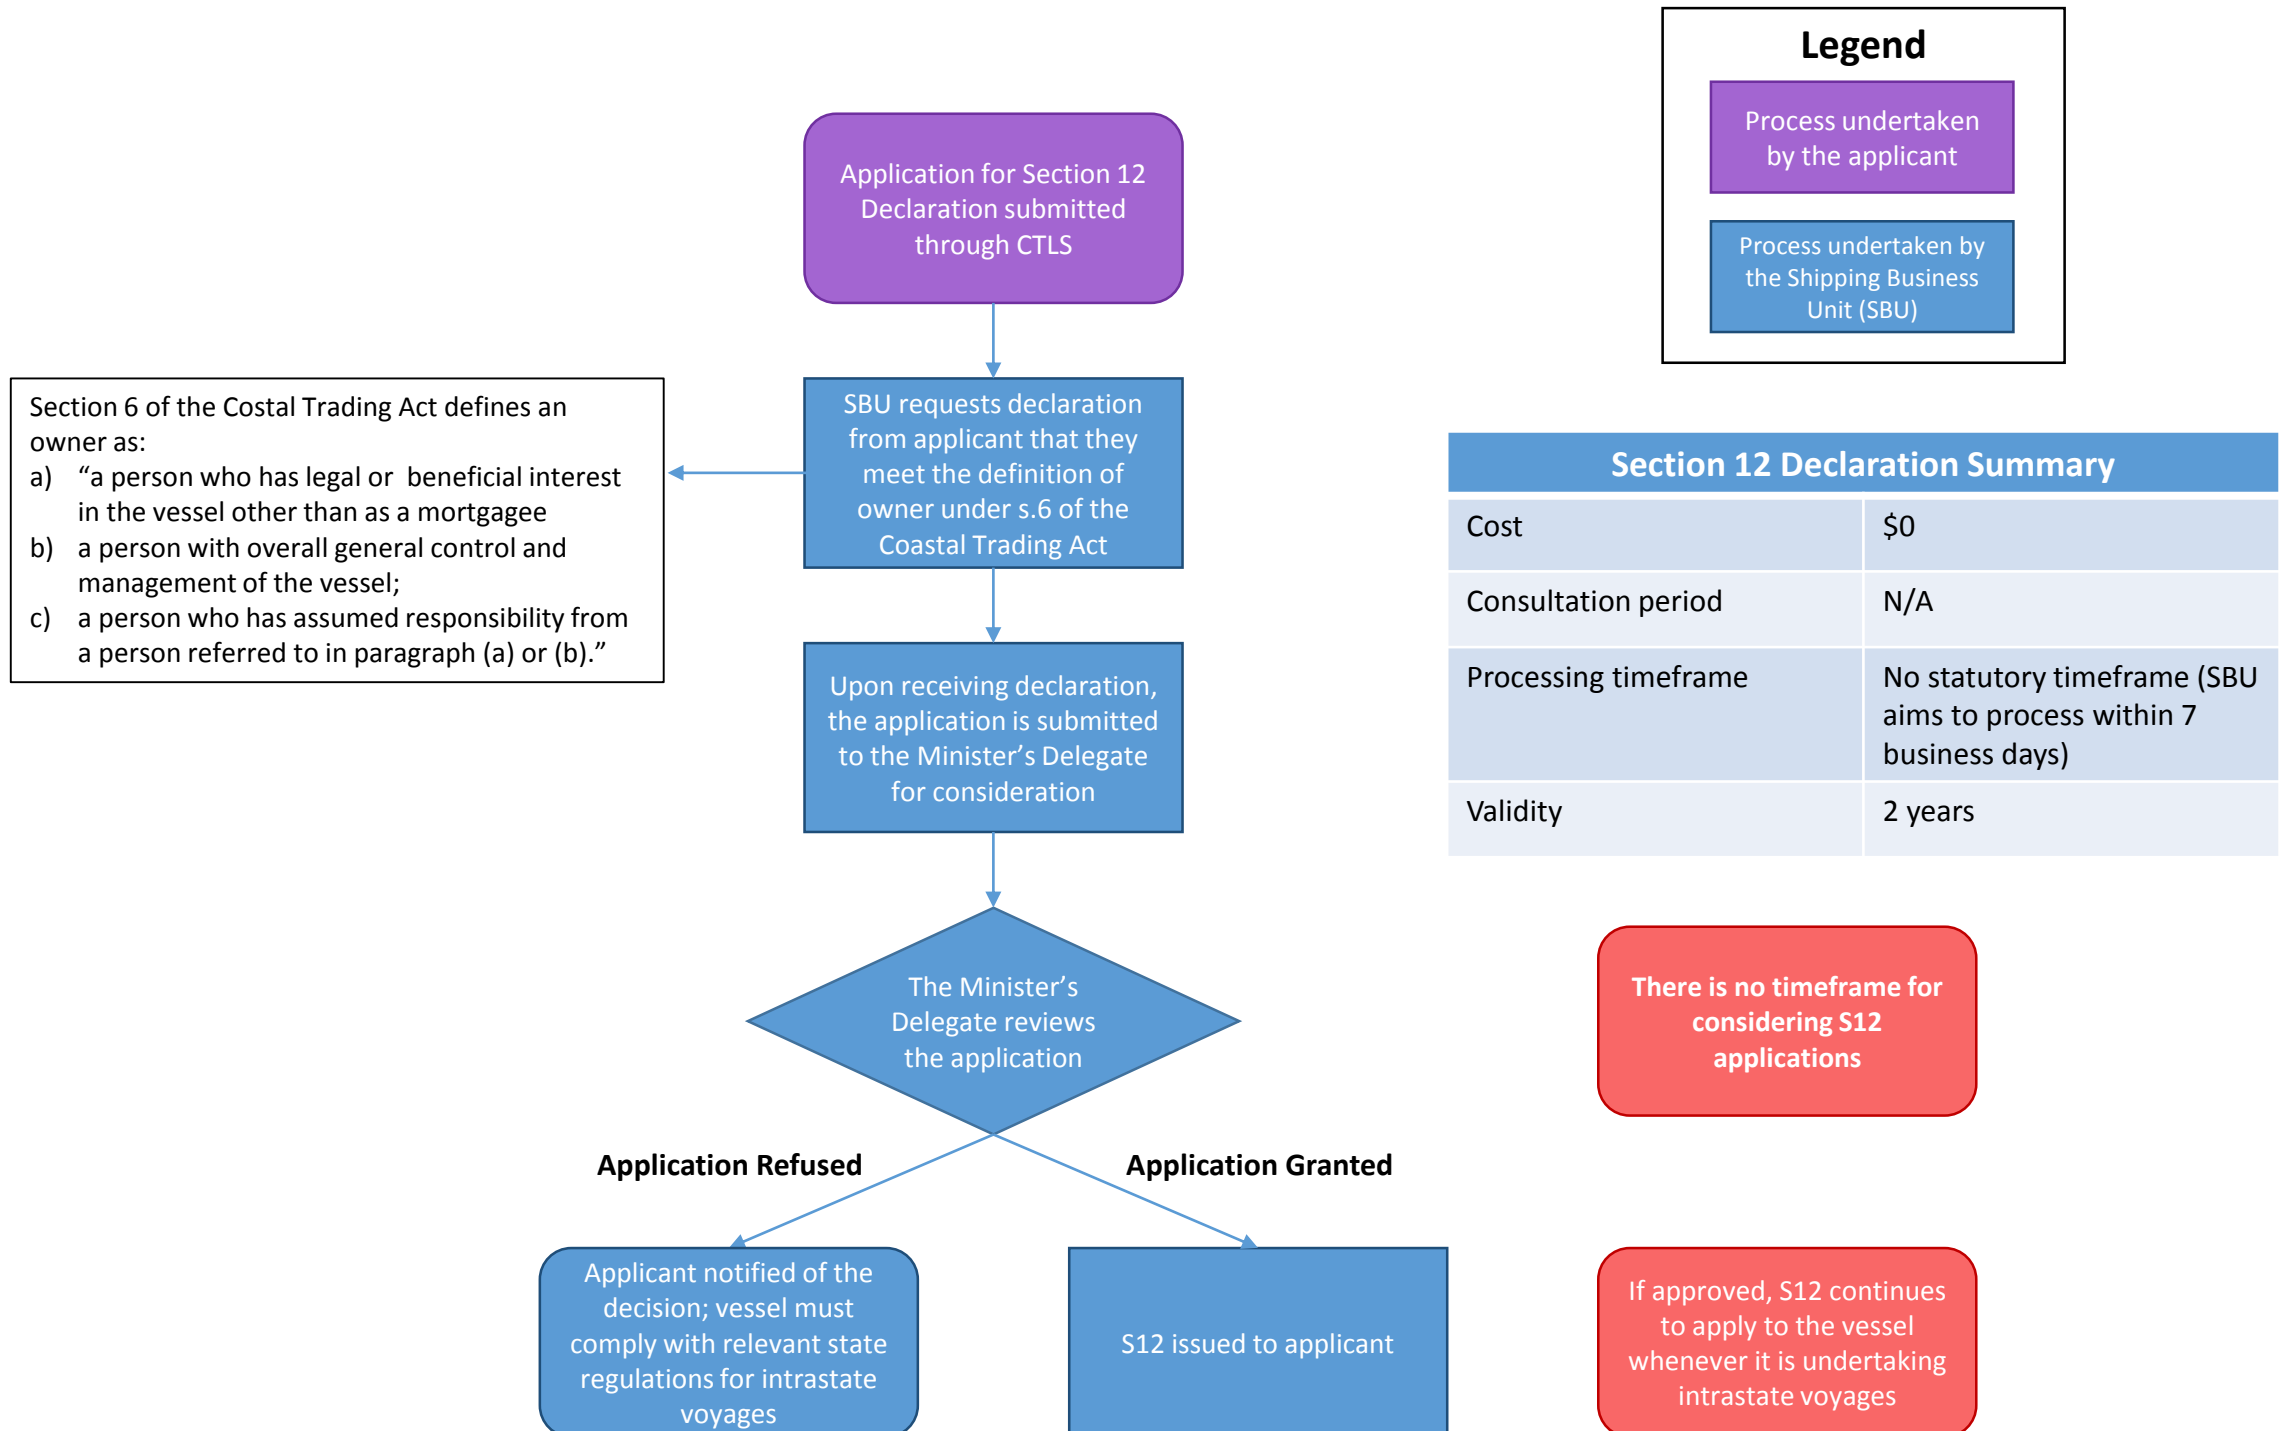 Legend
Process undertaken
by the applicant
Process undertaken by
the Shipping Business
Unit (SBU)
Application for Section 12
Declaration submitted
through CTLS
SBU requests declaration
from applicant that they
meet the definition of
owner under s.6 of the
Coastal Trading Act
Section 6 of the Costal Trading Act defines an
owner as:
a) “a person who has legal or beneficial interest
in the vessel other than as a mortgagee
b) a person with overall general control and
management of the vessel;
c) a person who has assumed responsibility from
a person referred to in paragraph (a) or (b).”
Section 12 Declaration Summary
Cost $0
Consultation period N/A
Processing timeframe No statutory timeframe (SBU
aims to process within 7
business days)
Validity 2 years
Upon receiving declaration,
the application is submitted
to the Minister’s Delegate
for consideration
The Minister’s
Delegate reviews
the application
There is no timeframe for
considering S12
applications
Application Refused
Application Granted
Applicant notified of the
decision; vessel must
comply with relevant state
regulations for intrastate
voyages
S12 issued to applicant
If approved, S12 continues
to apply to the vessel
whenever it is undertaking
intrastate voyages